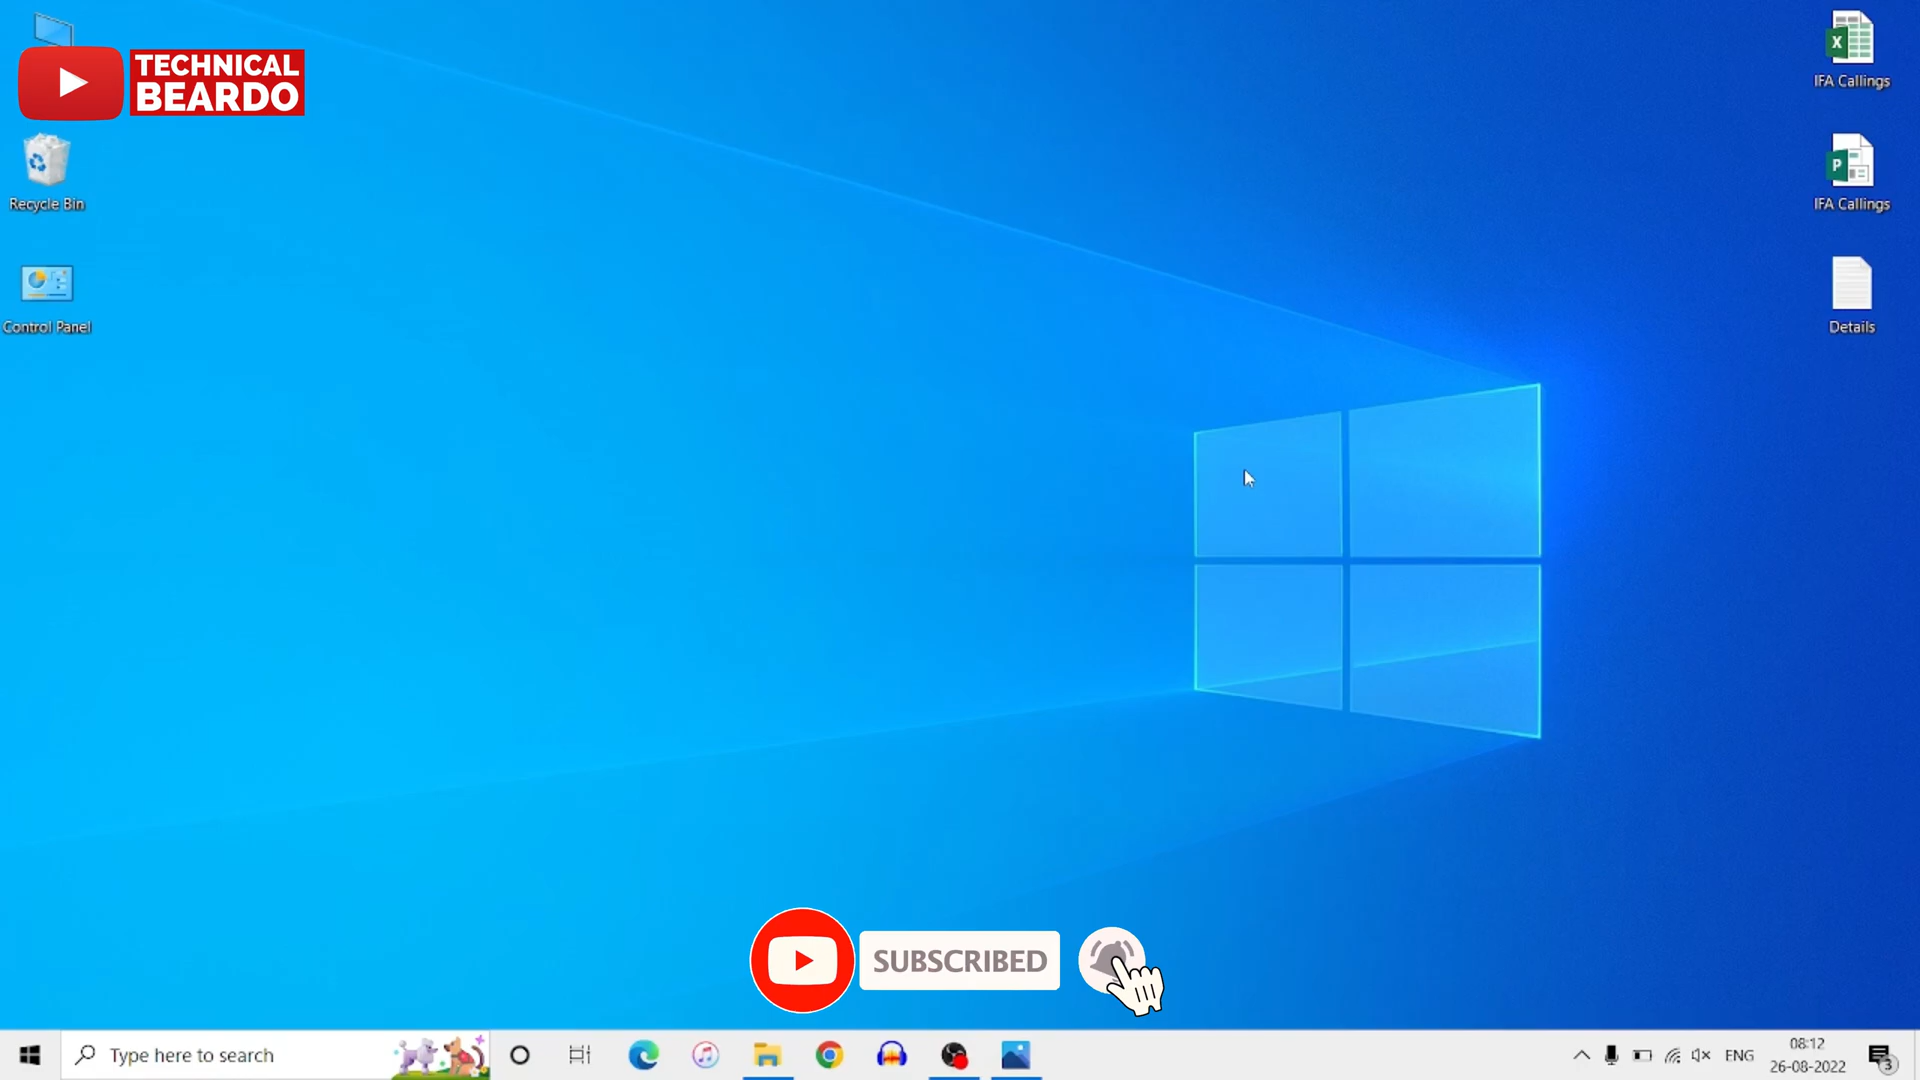 TECHNICAL
BEARDO
Recycle Bin
Control Panel
IFA Callings
IFA Callings
Details
SUBSCRIBED
Type here to search
ENG
08:12
26-08-2022
3